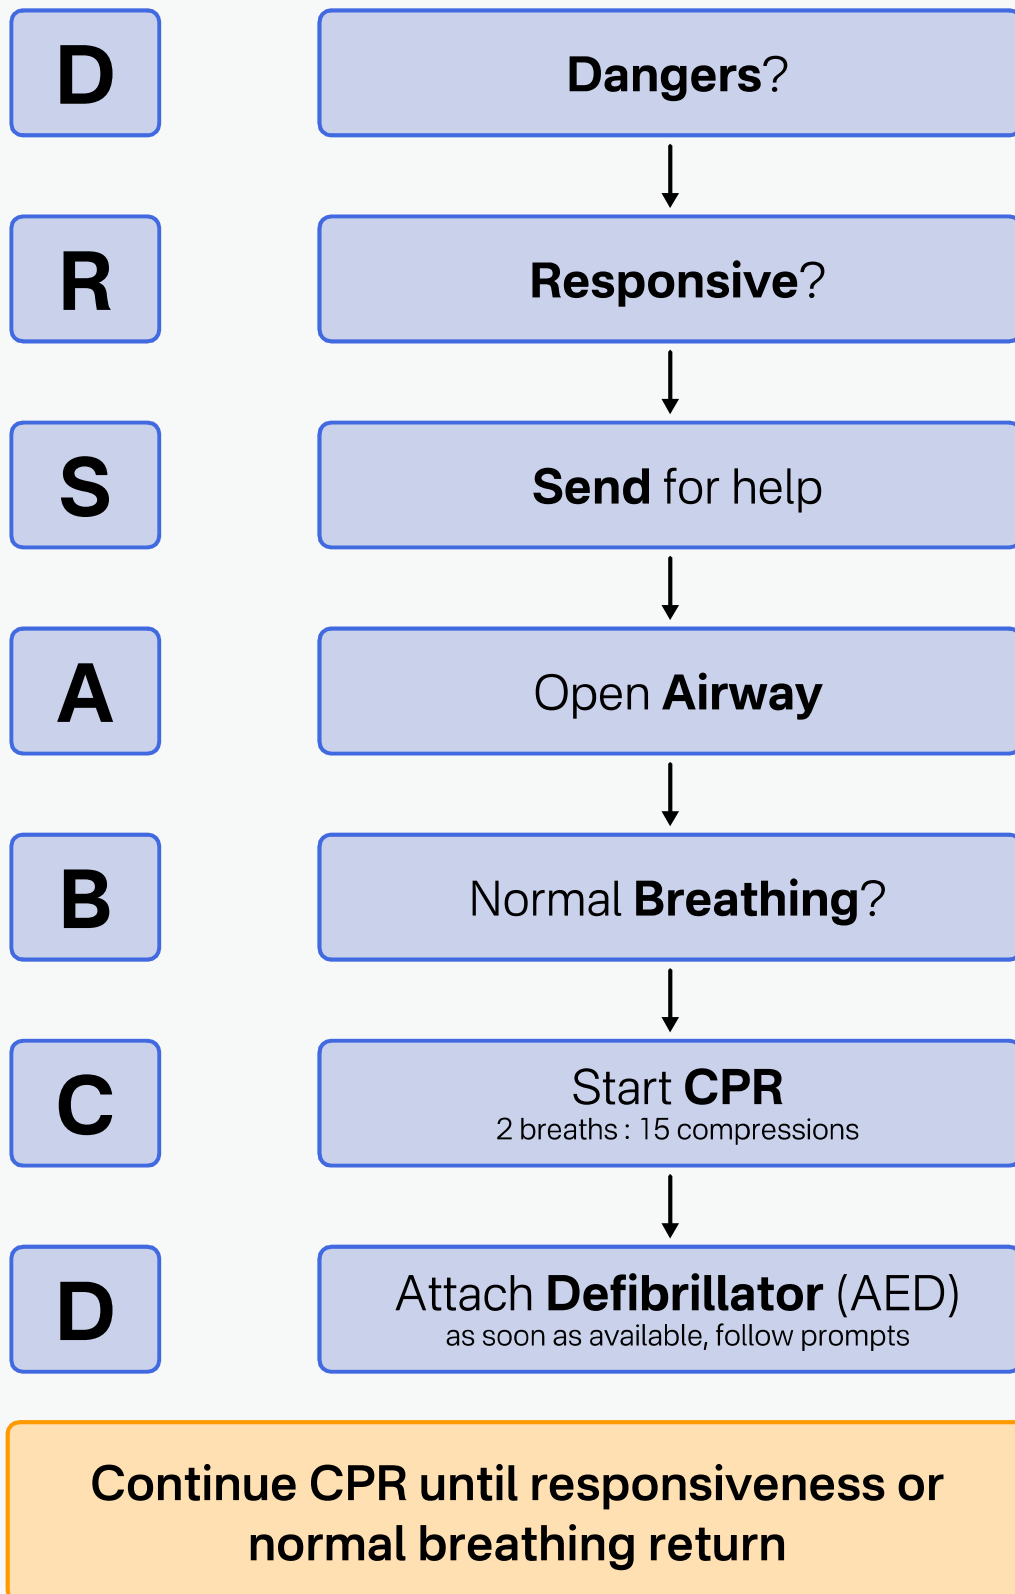 D
Dangers?
R
Responsive?
S
Send for help
A
Open Airway
B
Normal Breathing?
C
Start CPR
2 breaths : 15 compressions
D
Attach Defibrillator (AED)
as soon as available, follow prompts
Continue CPR until responsiveness or
normal breathing return